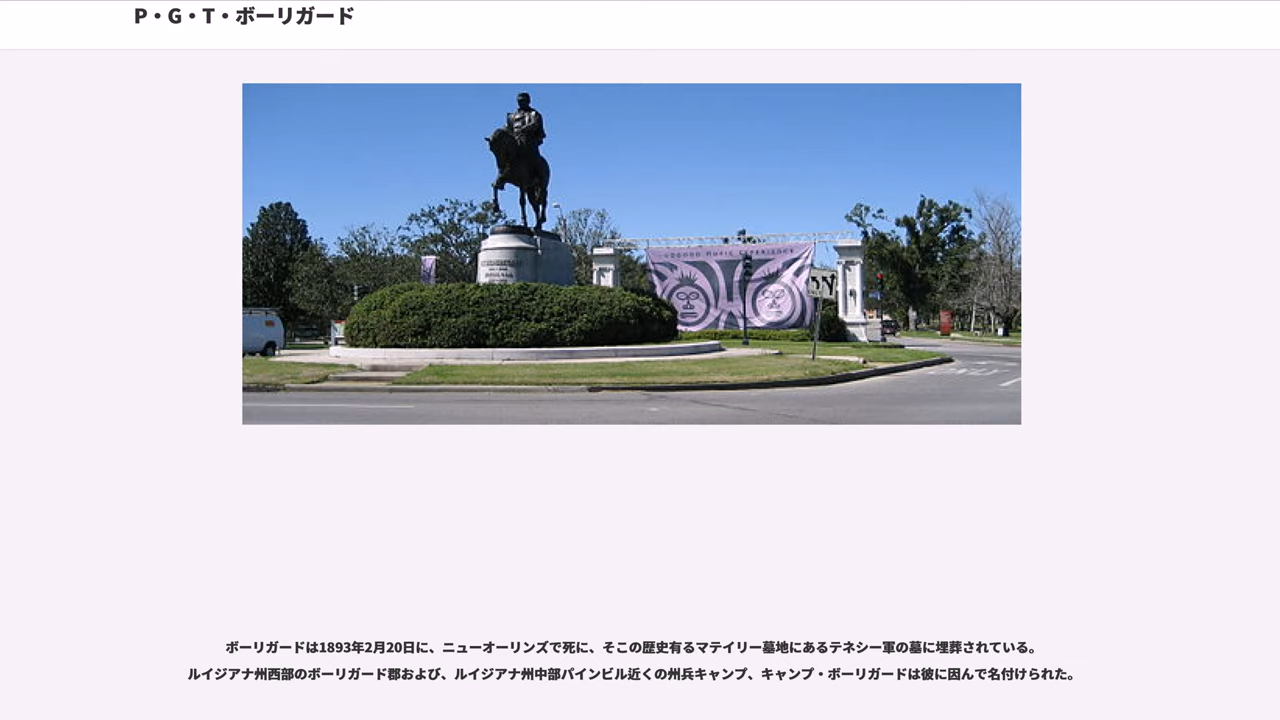 P・G・T・ボーリガード
VOODOO MUSIC EXPERIENCE
ボーリガードは1893年2月20日に、ニューオーリンズで死に、そこの歴史有るマテイリー墓地にあるテネシー軍の墓に埋葬されている。
ルイジアナ州西部のボーリガード郡および、ルイジアナ州中部パインビル近くの州兵キャンプ、キャンプ・ボーリガードは彼に因んで名付けられた。